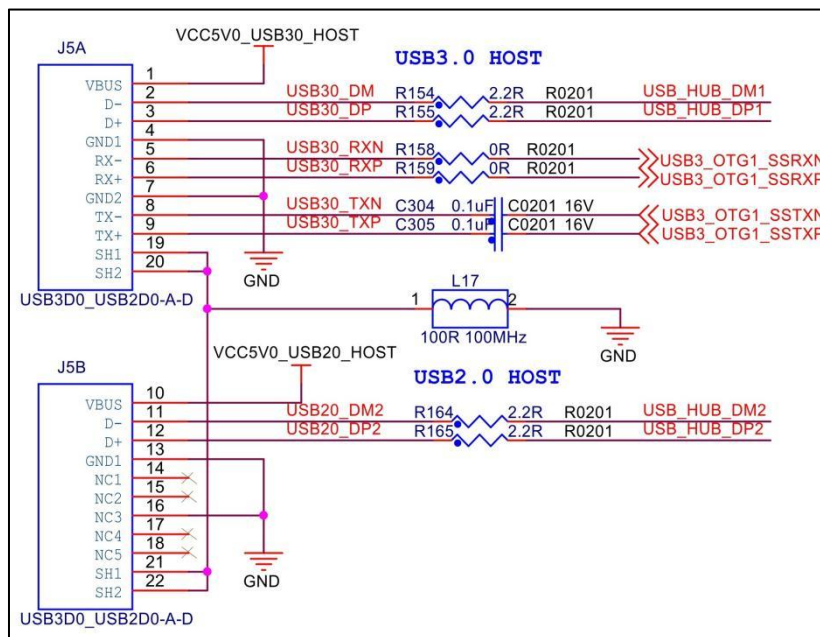 VCC5V0_USB30_HOST
J5A
USB3.0 HOST
VBUS 1
D- 2 USB30_DM R154 2.2R R0201 USB_HUB_DM1
D+ 3 USB30_DP R155 2.2R R0201 USB_HUB_DP1
GND1 4
RX- 5 USB30_RXN R158 0R R0201 USB3_OTG1_SSRXN
RX+ 6 USB30_RXP R159 0R R0201 USB3_OTG1_SSRXP
GND2 7
TX- 8 USB30_TXN C304 0.1uF C0201 16V USB3_OTG1_SSTXN
TX+ 9 USB30_TXP C305 0.1uF C0201 16V USB3_OTG1_SSTXP
SH1 19
SH2 20
GND
USB3D0_USB2D0-A-D
L17
1 2
100R 100MHz
GND
VCC5V0_USB20_HOST
J5B
USB2.0 HOST
VBUS 10
D- 11 USB20_DM2 R164 2.2R R0201 USB_HUB_DM2
D+ 12 USB20_DP2 R165 2.2R R0201 USB_HUB_DP2
GND1 13
NC1 14
NC2 15
NC3 16
NC4 17
NC5 18
SH1 21
SH2 22
GND
USB3D0_USB2D0-A-D